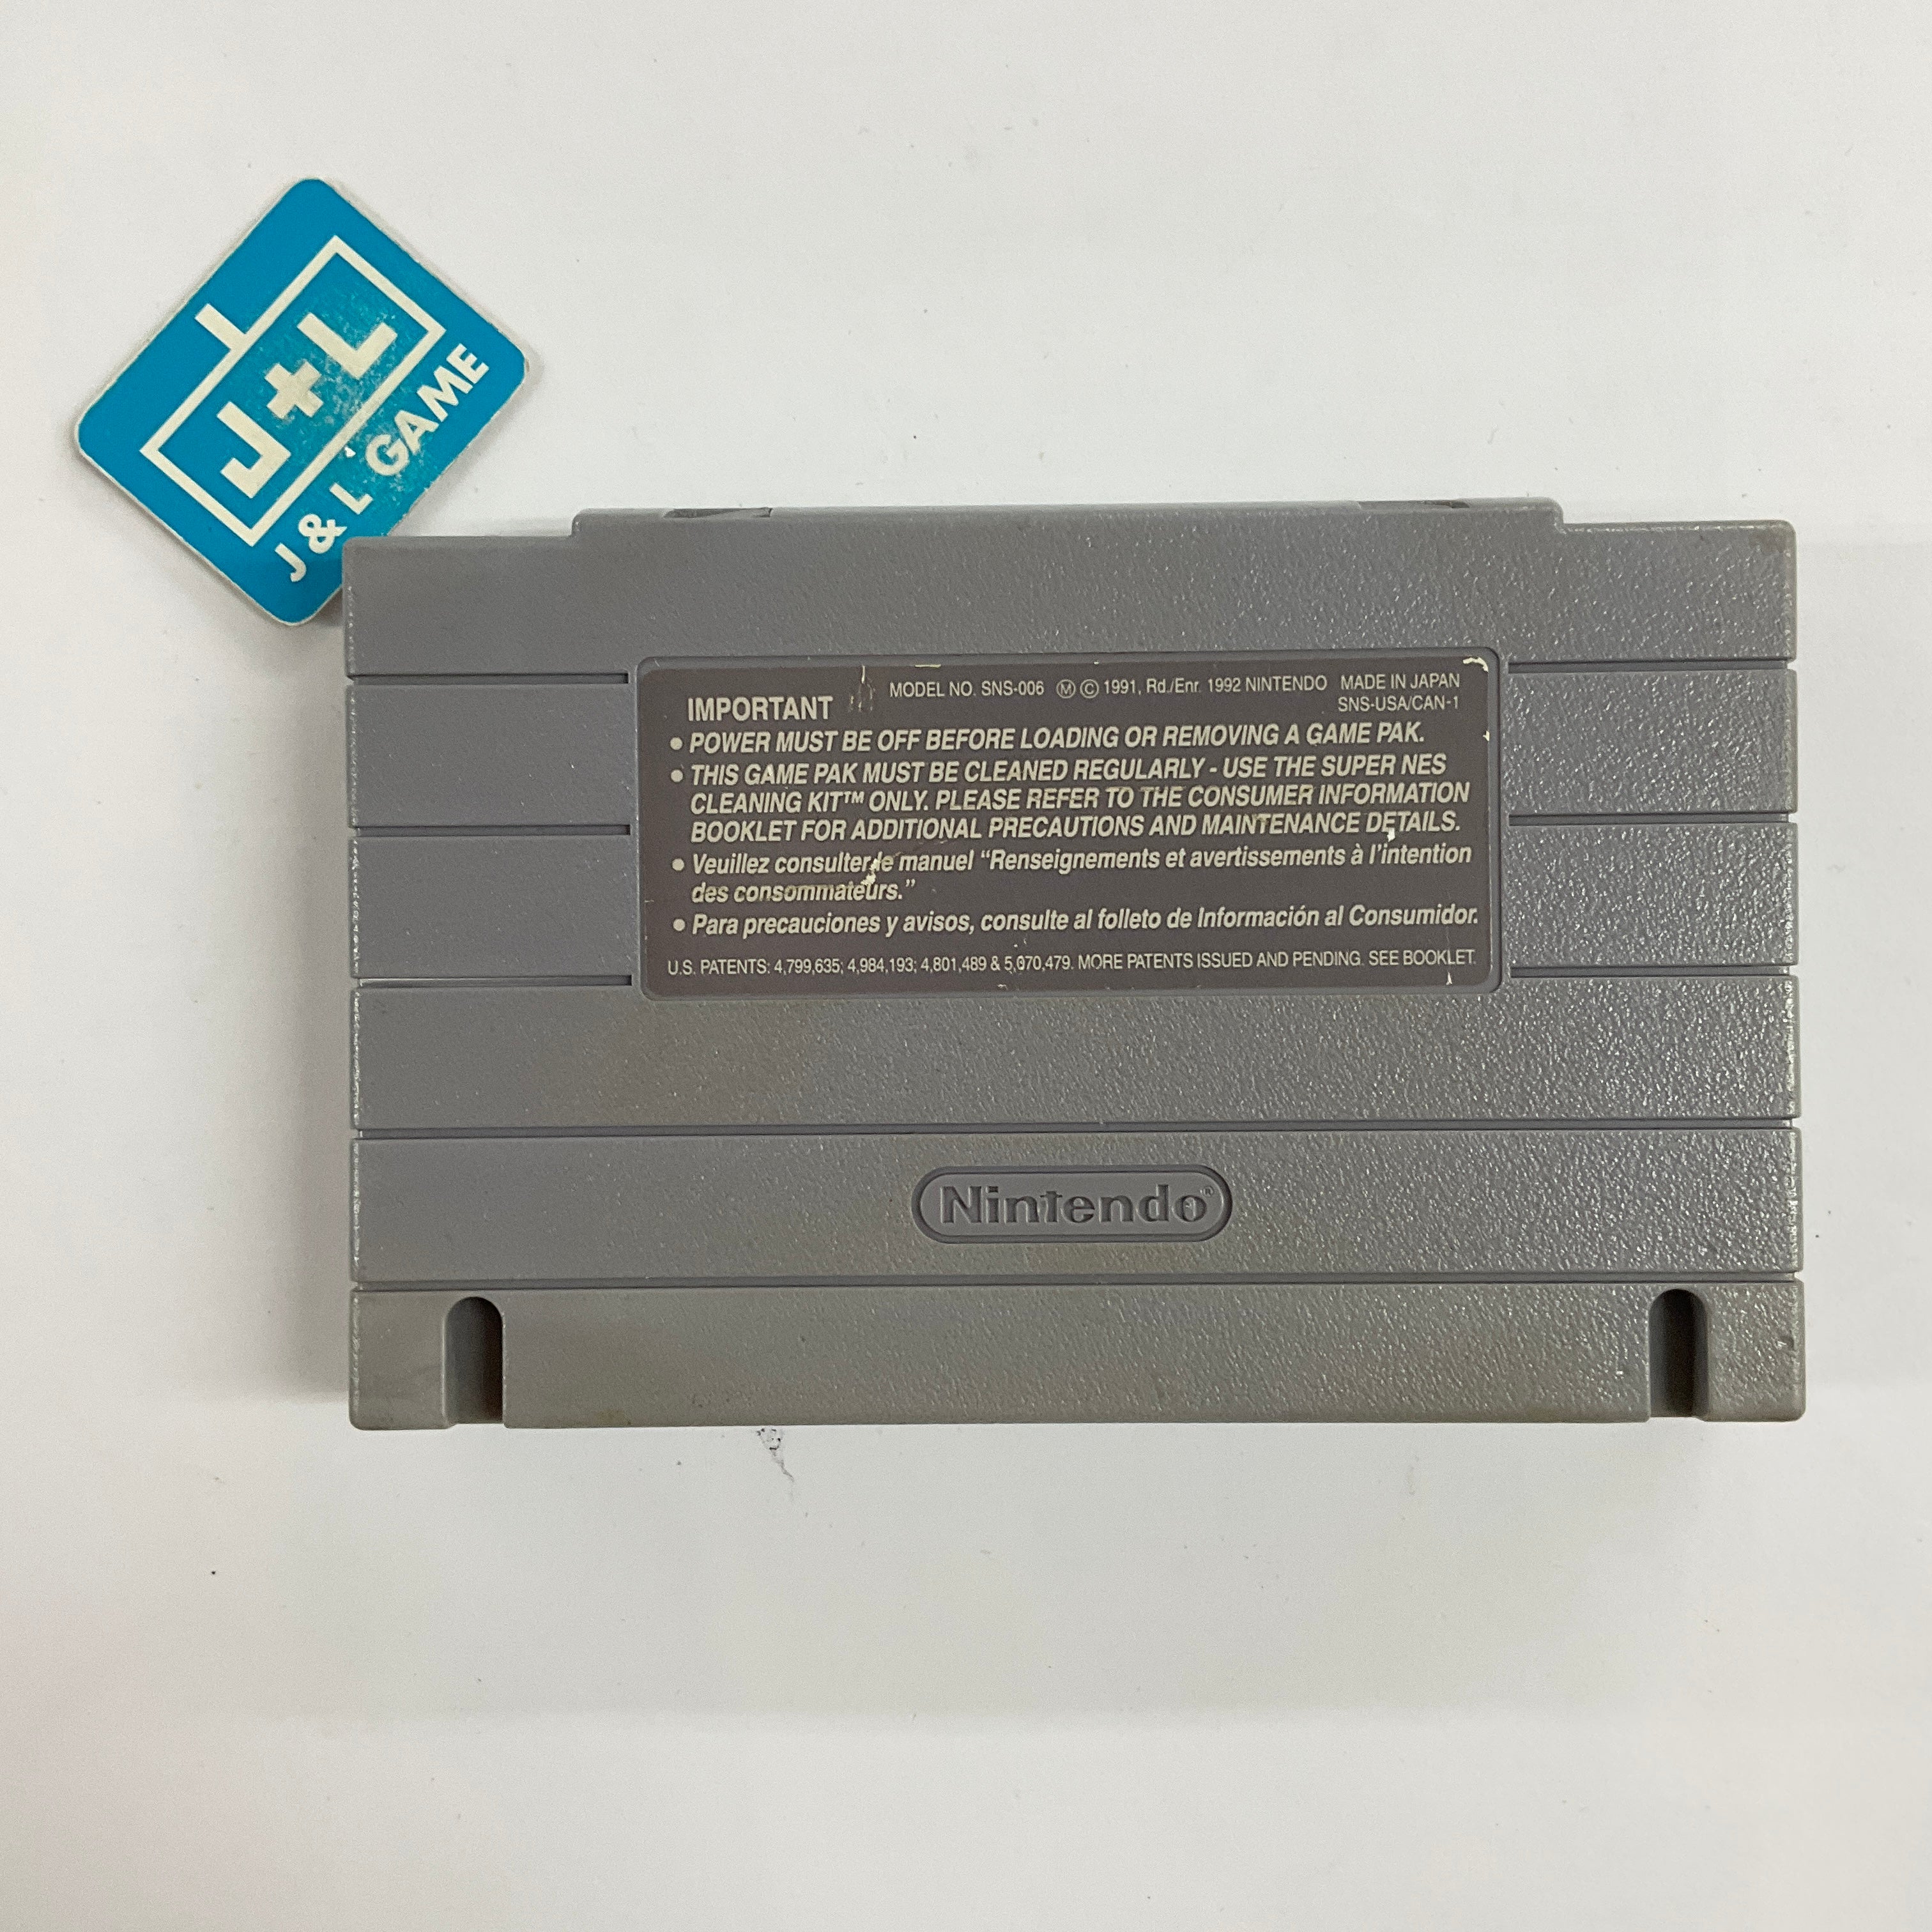 J+L
J & L GAME
IMPORTANT
MODEL NO. SNS-006 Ⓜ © 1991, Rd./Enr. 1992 NINTENDO MADE IN JAPAN
SNS-USA/CAN-1
● POWER MUST BE OFF BEFORE LOADING OR REMOVING A GAME PAK.
● THIS GAME PAK MUST BE CLEANED REGULARLY - USE THE SUPER NES
CLEANING KIT™ ONLY. PLEASE REFER TO THE CONSUMER INFORMATION
BOOKLET FOR ADDITIONAL PRECAUTIONS AND MAINTENANCE DETAILS.
● Veuillez consulter le manuel “Renseignements et avertissements à l’intention
des consommateurs.”
● Para precauciones y avisos, consulte al folleto de Información al Consumidor.
U.S. PATENTS: 4,799,635; 4,984,193; 4,801,489 & 5,070,479. MORE PATENTS ISSUED AND PENDING. SEE BOOKLET.
Nintendo®